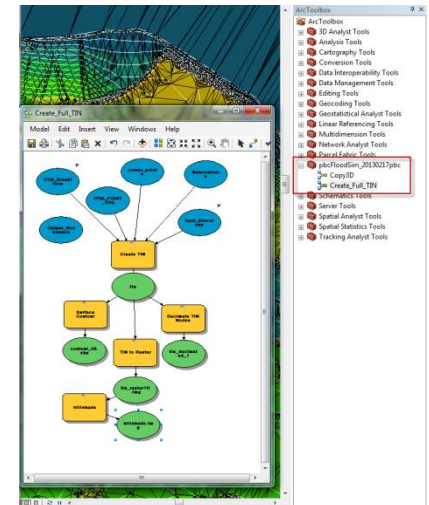 ArcToolbox
ArcToolbox
3D Analyst Tools
Analysis Tools
Cartography Tools
Conversion Tools
Data Interoperability Tools
Data Management Tools
Editing Tools
Geocoding Tools
Geostatistical Analyst Tools
Linear Referencing Tools
Multidimension Tools
Network Analyst Tools
Parcel Fabric Tools
pbcFloodSim_20130217pbc
Copy3D
Create_Full_TIN
Schematics Tools
Server Tools
Spatial Analyst Tools
Spatial Statistics Tools
Tracking Analyst Tools
Create_Full_TIN
Model Edit Insert View Windows Help
P
P
Create TIN
tin
Surface
Contour
Decimate TIN
Nodes
TIN to Raster
Hillshade